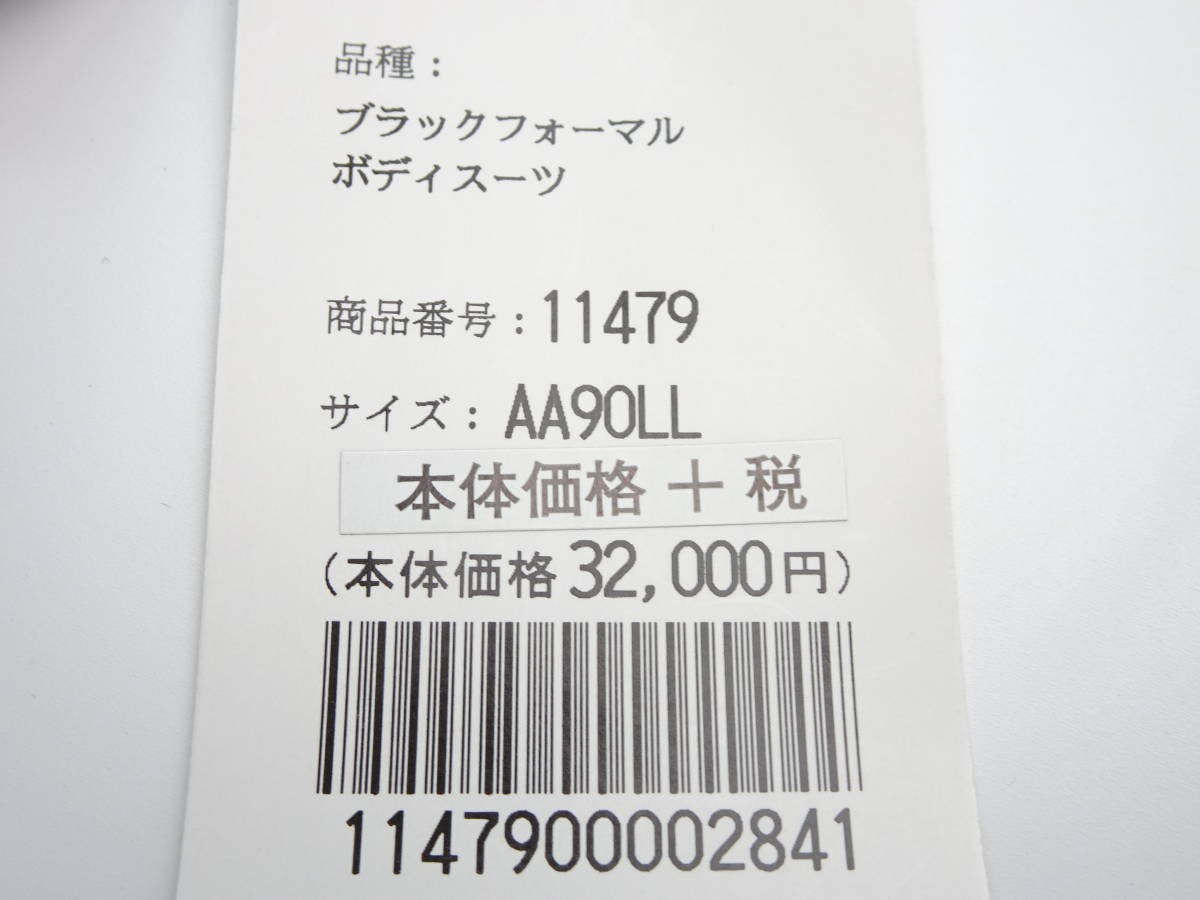 品種：
ブラックフォーマル
ボディスーツ
商品番号：11479
サイズ：AA90LL
本体価格＋税
(本体価格32,000円)
1147900002841